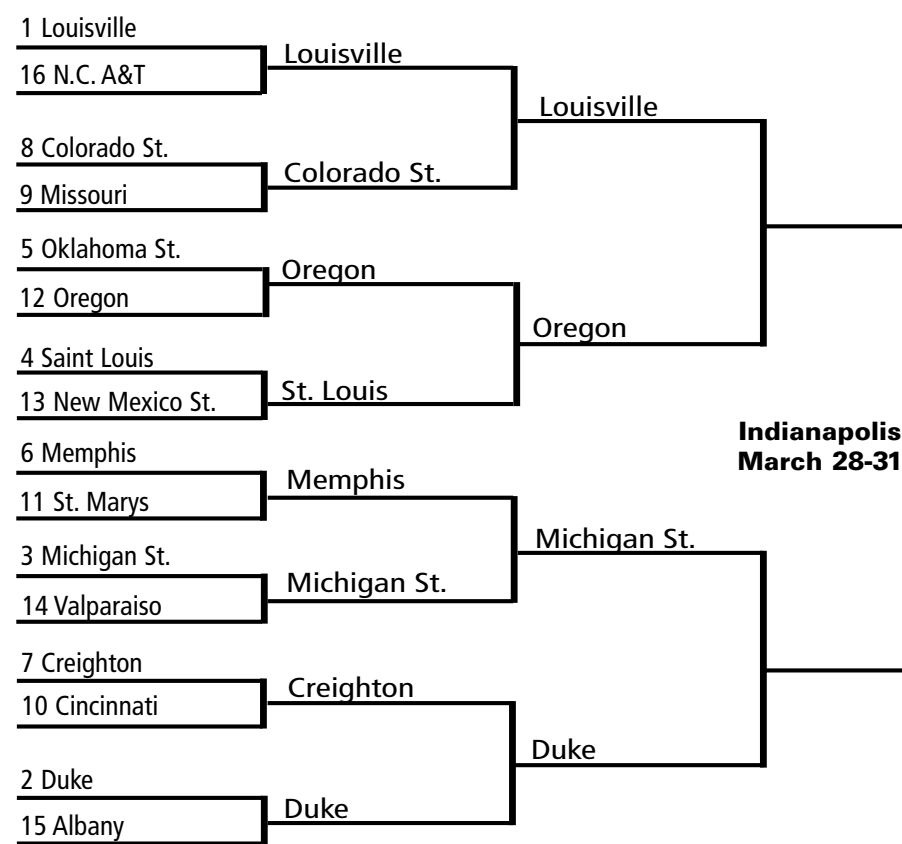 1 Louisville
16 N.C. A&T
8 Colorado St.
9 Missouri
5 Oklahoma St.
12 Oregon
4 Saint Louis
13 New Mexico St.
6 Memphis
11 St. Marys
3 Michigan St.
14 Valparaiso
7 Creighton
10 Cincinnati
2 Duke
15 Albany
Louisville
Colorado St.
Oregon
St. Louis
Memphis
Michigan St.
Creighton
Duke
Louisville
Oregon
Michigan St.
Duke
Indianapolis
March 28-31